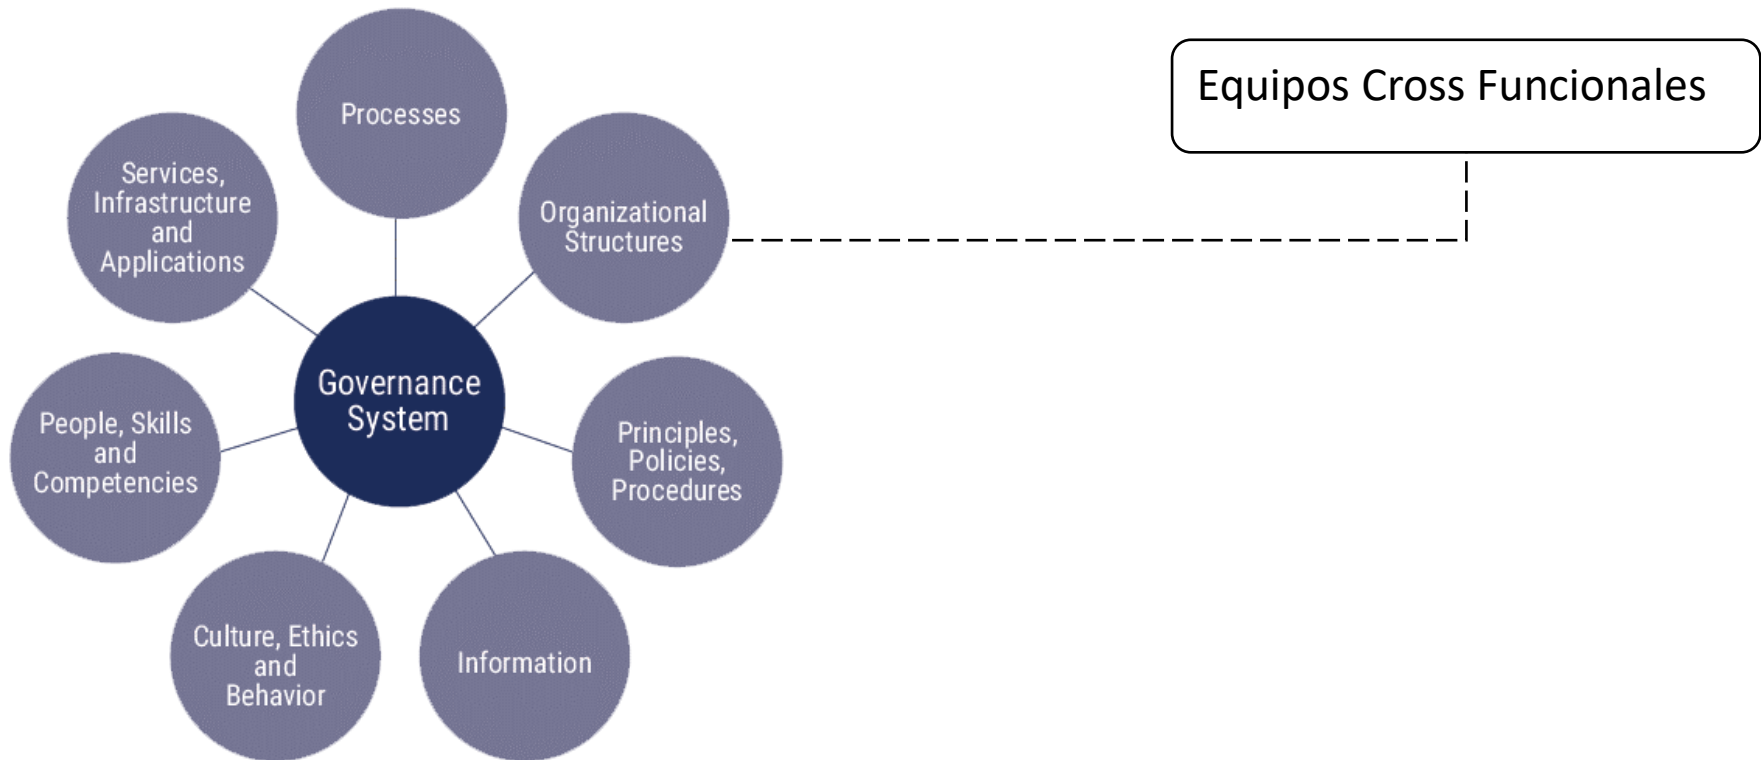 Equipos Cross Funcionales
Processes
Services,
Infrastructure
and
Applications
Organizational
Structures
Governance
System
People, Skills
and
Competencies
Principles,
Policies,
Procedures
Culture, Ethics
and
Behavior
Information